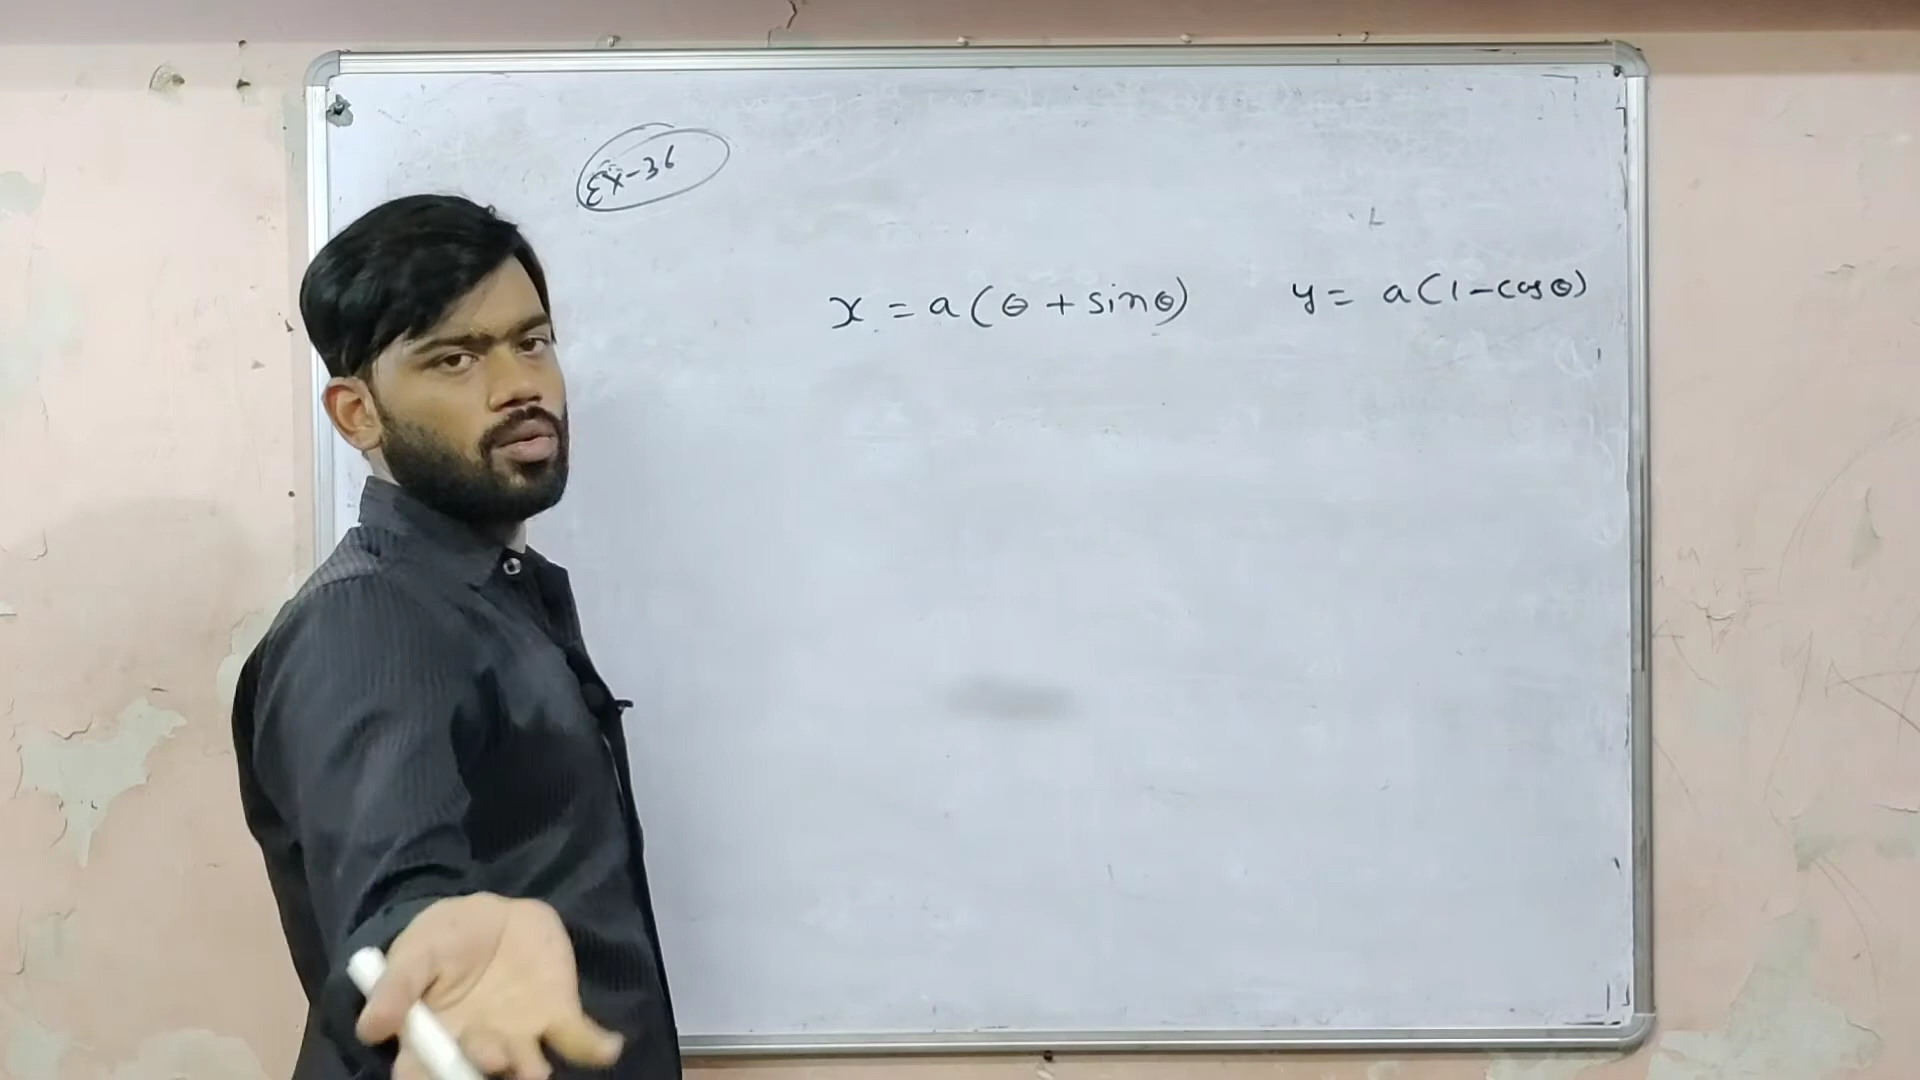 Ex-36
x = a(θ + sinθ) y = a(1-cosθ)